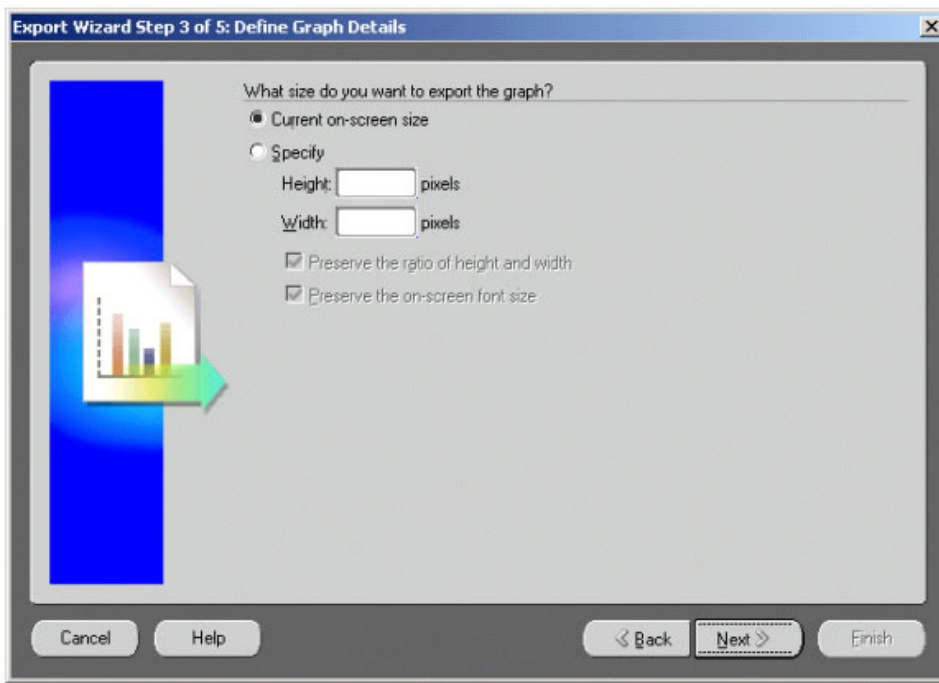 Export Wizard Step 3 of 5: Define Graph Details
What size do you want to export the graph?
Current on-screen size
Specify
Height: pixels
Width: pixels
Preserve the ratio of height and width
Preserve the on-screen font size
Cancel Help Back Next Finish